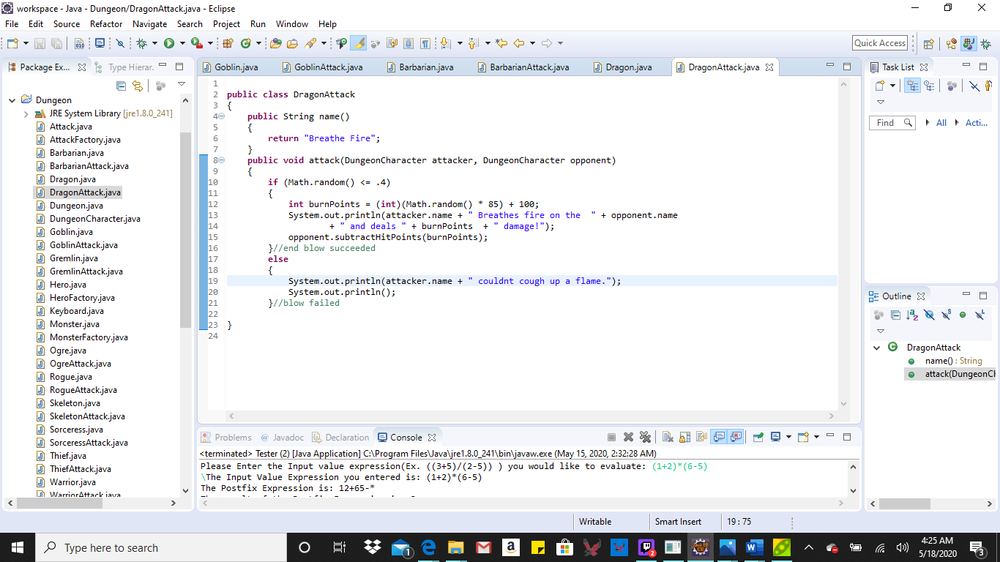 workspace - Java - Dungeon/DragonAttack.java - Eclipse
File Edit Source Refactor Navigate Search Project Run Window Help
Quick Access
Package Ex... Type Hierar.
Dungeon
JRE System Library [jre1.8.0_241]
Attack.java
AttackFactory.java
Barbarian.java
BarbarianAttack.java
Dragon.java
DragonAttack.java
Dungeon.java
DungeonCharacter.java
Goblin.java
GoblinAttack.java
Gremlin.java
GremlinAttack.java
Hero.java
HeroFactory.java
Keyboard.java
Monster.java
MonsterFactory.java
Ogre.java
OgreAttack.java
Rogue.java
RogueAttack.java
Skeleton.java
SkeletonAttack.java
Sorceress.java
SorceressAttack.java
Thief.java
ThiefAttack.java
Warrior.java
WarriorAttack.java
Goblin.java GoblinAttack.java Barbarian.java BarbarianAttack.java Dragon.java DragonAttack.java
1
2 public class DragonAttack
3 {
4 public String name()
5 {
6 return "Breathe Fire";
7 }
8 public void attack(DungeonCharacter attacker, DungeonCharacter opponent)
9 {
10 if (Math.random() <= .4)
11 {
12 int burnPoints = (int)(Math.random() * 85) + 100;
13 System.out.println(attacker.name + " Breathes fire on the  " + opponent.name
14 + " and deals " + burnPoints  + " damage!");
15 opponent.subtractHitPoints(burnPoints);
16 }//end blow succeeded
17 else
18 {
19 System.out.println(attacker.name + " couldnt cough up a flame.");
20 System.out.println();
21 }//blow failed
22
23 }
24
Problems Javadoc Declaration Console
<terminated> Tester (2) [Java Application] C:\Program Files\Java\jre1.8.0_241\bin\javaw.exe (May 15, 2020, 2:32:28 AM)
Please Enter the Input value expression(Ex. ((3+5)/(2-5)) ) you would like to evaluate: (1+2)*(6-5)
\The Input Value Expression you entered is: (1+2)*(6-5)
The Postfix Expression is: 12+65-*
Task List
Find All Acti...
Outline
DragonAttack
name() : String
attack(DungeonCh
Writable Smart Insert 19 : 75
Type here to search
1
2
4:25 AM
5/18/2020
3